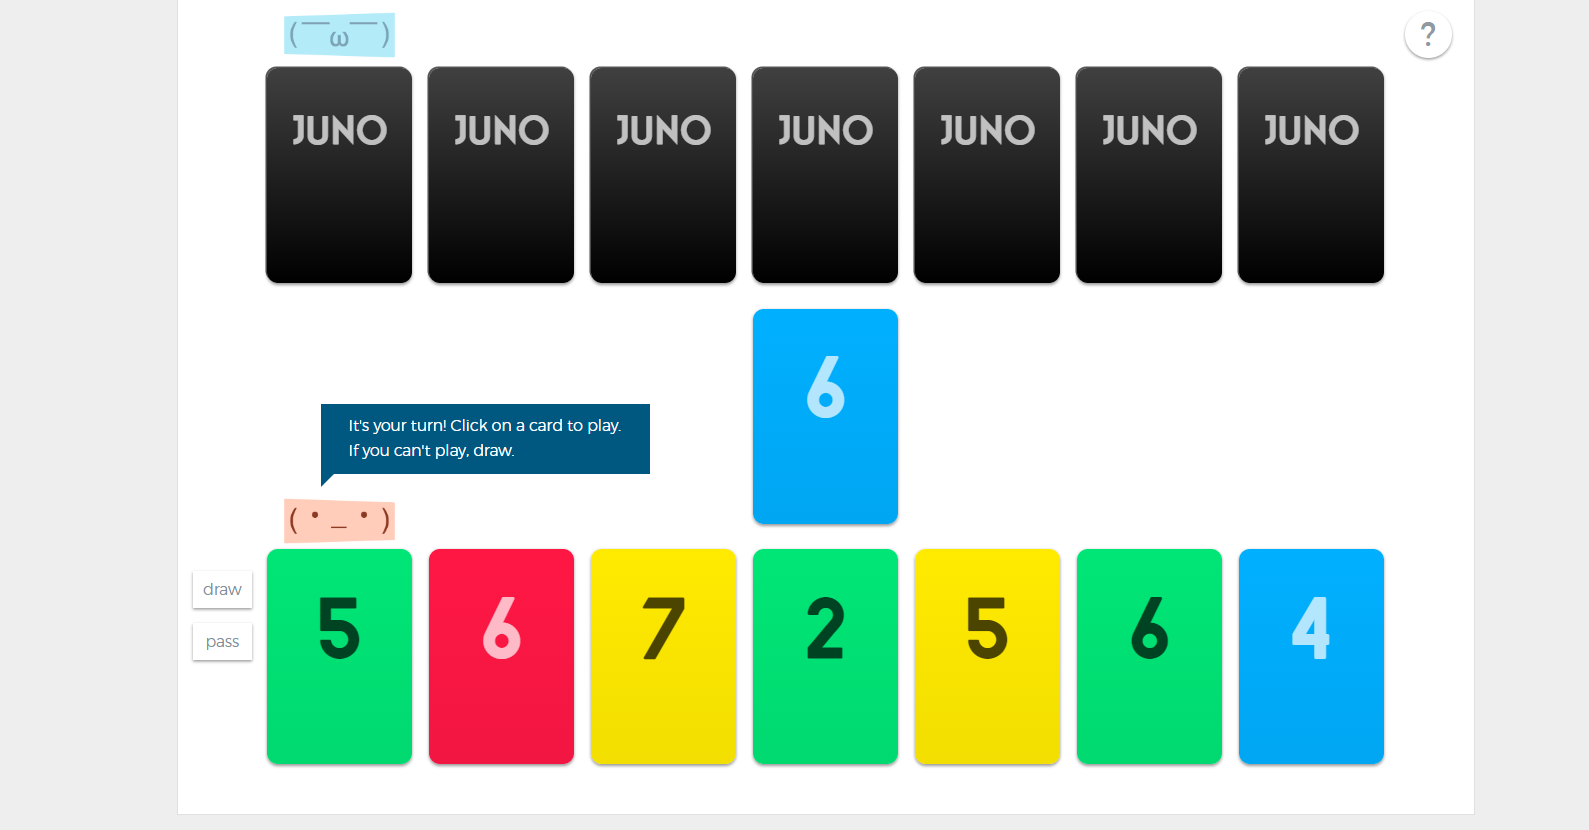 ( ￣ω￣ )
?
JUNO JUNO JUNO JUNO JUNO JUNO JUNO
6
It's your turn! Click on a card to play.
If you can't play, draw.
( • _ • )
draw
pass
5 6 7 2 5 6 4